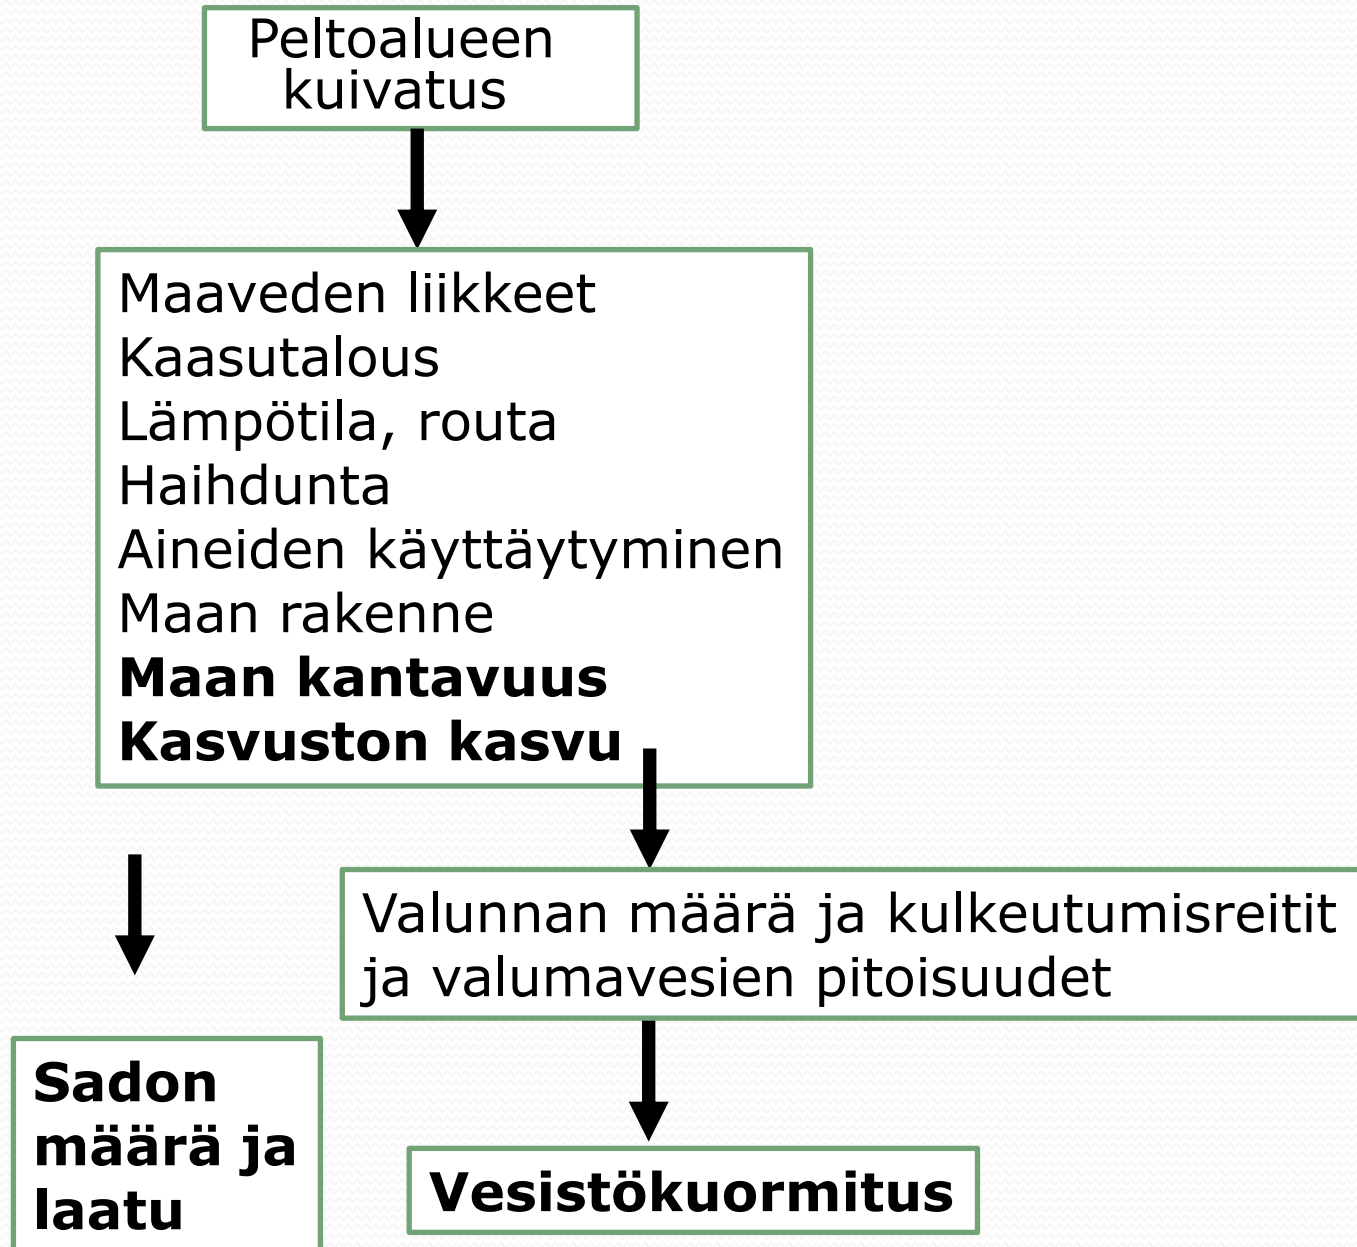 Peltoalueen
kuivatus
Maaveden liikkeet
Kaasutalous
Lämpötila, routa
Haihdunta
Aineiden käyttäytyminen
Maan rakenne
Maan kantavuus
Kasvuston kasvu
Valunnan määrä ja kulkeutumisreitit
ja valumavesien pitoisuudet
Sadon
määrä ja
laatu
Vesistökuormitus